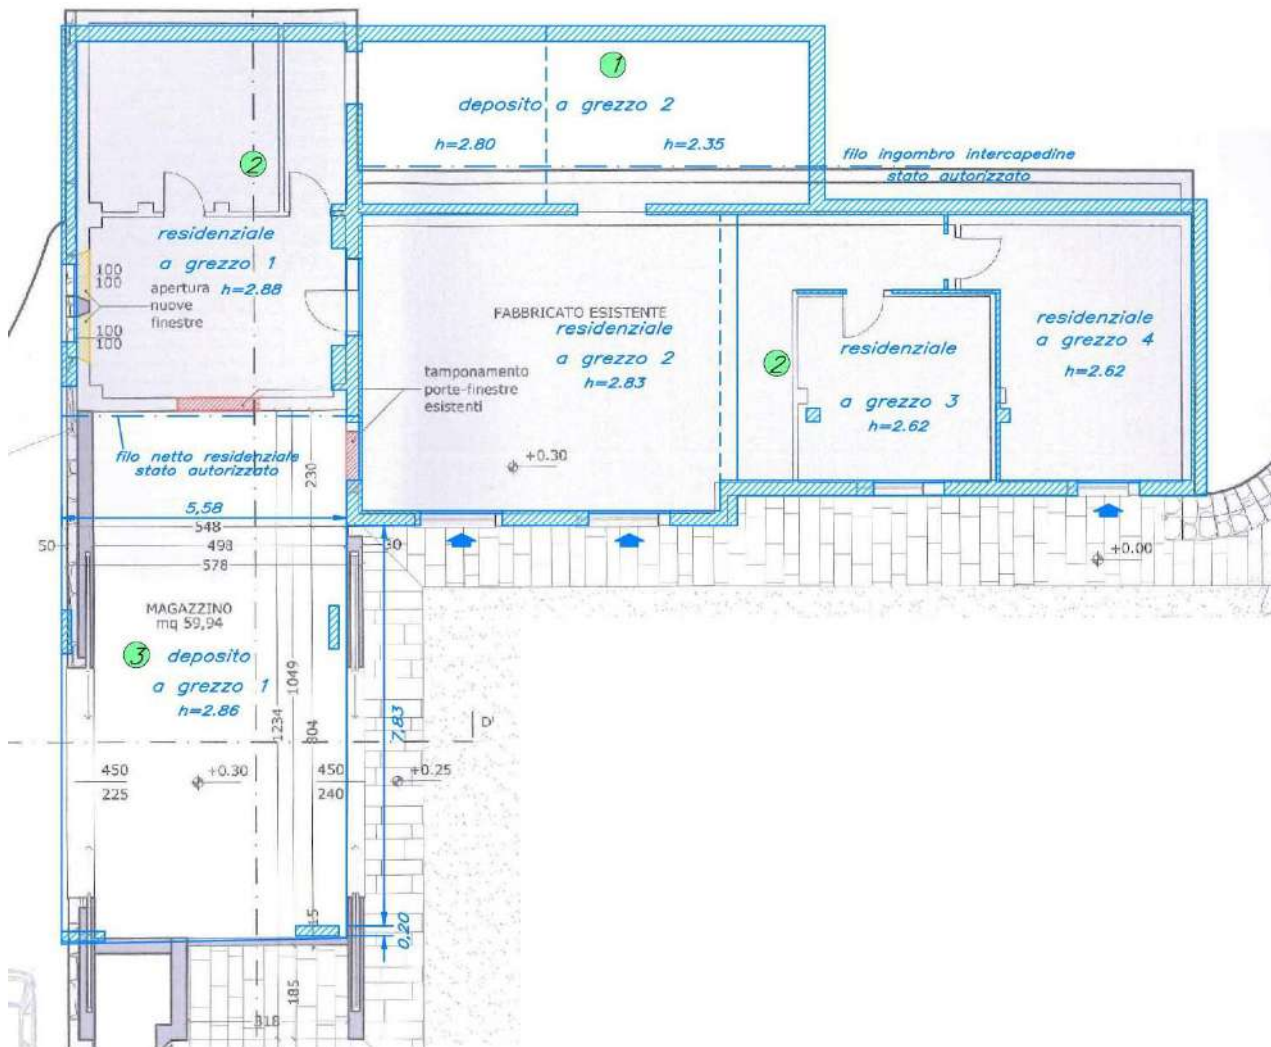 1
deposito a grezzo 2
h=2.80
h=2.35
filo ingombro intercapedine
stato autorizzato
2
residenziale
a grezzo 1
h=2.88
100
100
apertura
nuove
finestre
100
100
FABBRICATO ESISTENTE
residenziale
a grezzo 2
h=2.83
2
residenziale
a grezzo 3
h=2.62
residenziale
a grezzo 4
h=2.62
tamponamento
porte-finestre
esistenti
filo netto residenziale
stato autorizzato
230
+0.30
5,58
548
50
498
30
578
+0.00
MAGAZZINO
mq 59,94
3
deposito
a grezzo 1
h=2.86
1049
1234
804
7,83
D'
450
225
+0.30
450
240
+0.25
15
0,20
185
318